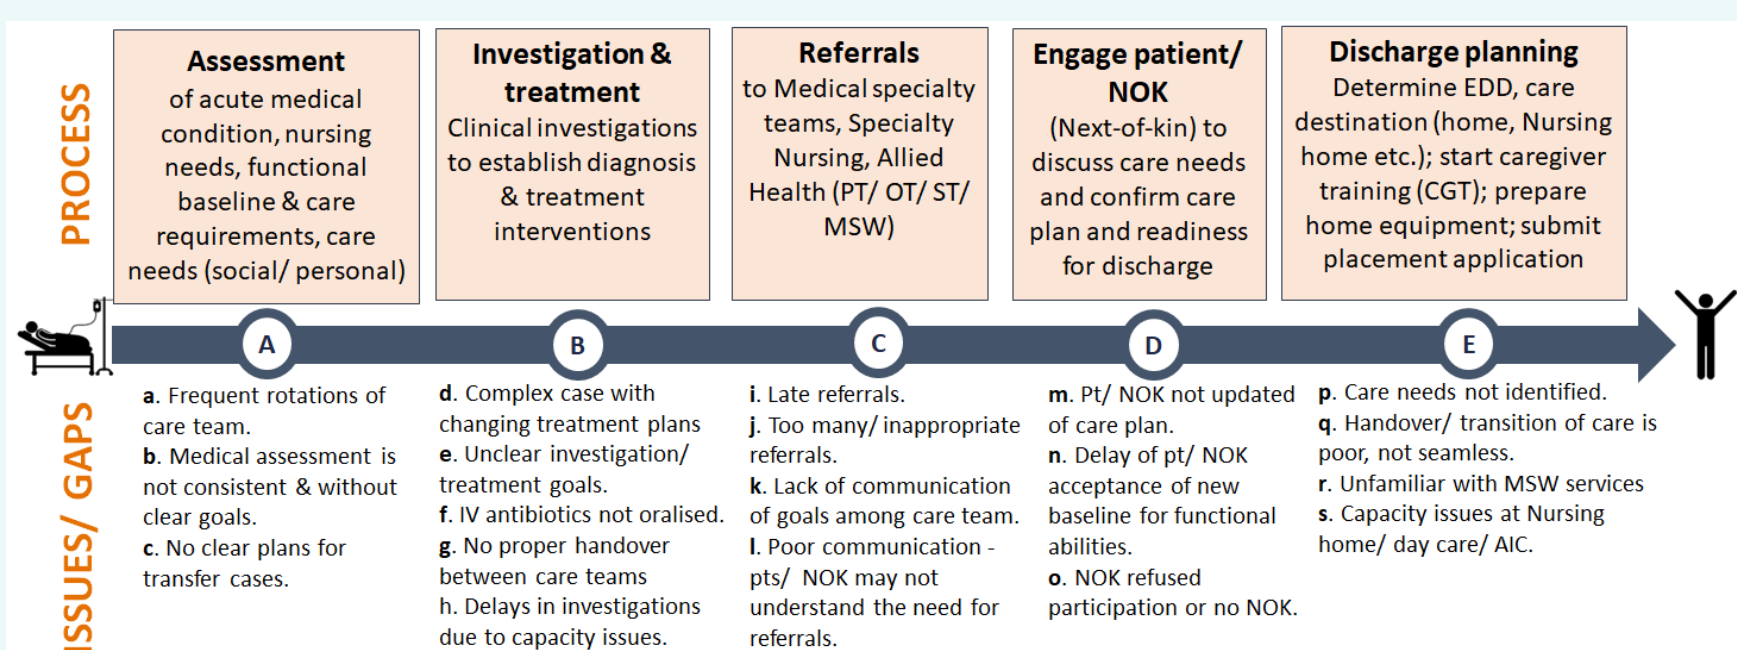 PROCESS
Assessment
of acute medical
condition, nursing
needs, functional
baseline & care
requirements, care
needs (social/ personal)
Investigation &
treatment
Clinical investigations
to establish diagnosis
& treatment
interventions
Referrals
to Medical specialty
teams, Specialty
Nursing, Allied
Health (PT/ OT/ ST/
MSW)
Engage patient/
NOK
(Next-of-kin) to
discuss care needs
and confirm care
plan and readiness
for discharge
Discharge planning
Determine EDD, care
destination (home, Nursing
home etc.); start caregiver
training (CGT); prepare
home equipment; submit
placement application
A
B
C
D
E
ISSUES/ GAPS
a. Frequent rotations of
care team.
b. Medical assessment is
not consistent & without
clear goals.
c. No clear plans for
transfer cases.
d. Complex case with
changing treatment plans
e. Unclear investigation/
treatment goals.
f. IV antibiotics not oralised.
g. No proper handover
between care teams
h. Delays in investigations
due to capacity issues.
i. Late referrals.
j. Too many/ inappropriate
referrals.
k. Lack of communication
of goals among care team.
l. Poor communication -
pts/ NOK may not
understand the need for
referrals.
m. Pt/ NOK not updated
of care plan.
n. Delay of pt/ NOK
acceptance of new
baseline for functional
abilities.
o. NOK refused
participation or no NOK.
p. Care needs not identified.
q. Handover/ transition of care is
poor, not seamless.
r. Unfamiliar with MSW services
s. Capacity issues at Nursing
home/ day care/ AIC.